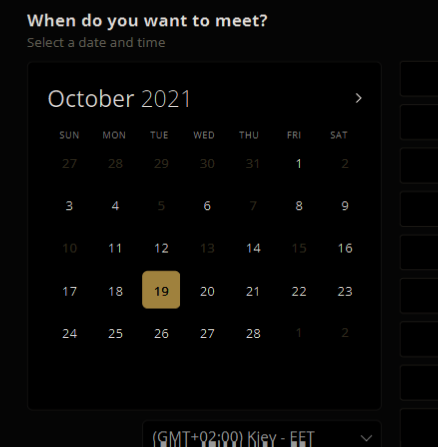 When do you want to meet?
Select a date and time
October 2021
SUN MON TUE WED THU FRI SAT
27 28 29 30 31 1 2
3 4 5 6 7 8 9
10 11 12 13 14 15 16
17 18 19 20 21 22 23
24 25 26 27 28 1 2
(GMT+02:00) Kiev - EET